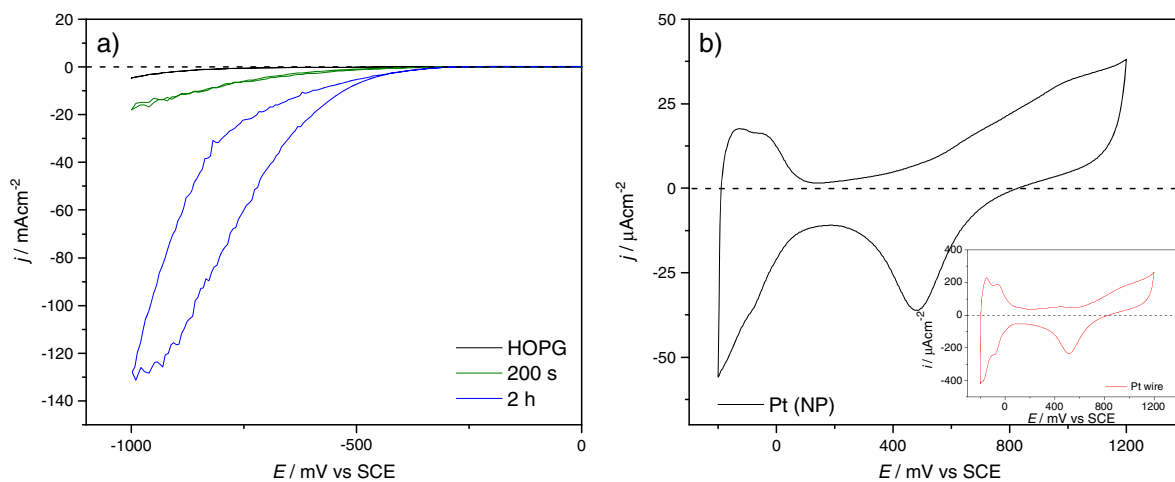 a)
20
0
-20
-40
-60
-80
-100
-120
-140
j / mAcm-2
-1000
-500
0
E / mV vs SCE
HOPG
200 s
2 h
b)
50
25
0
-25
-50
j / µAcm-2
0
400
800
1200
E / mV vs SCE
Pt (NP)
400
200
0
-200
-400
i / µAcm-2
0
400
800
1200
E / mV vs SCE
Pt wire